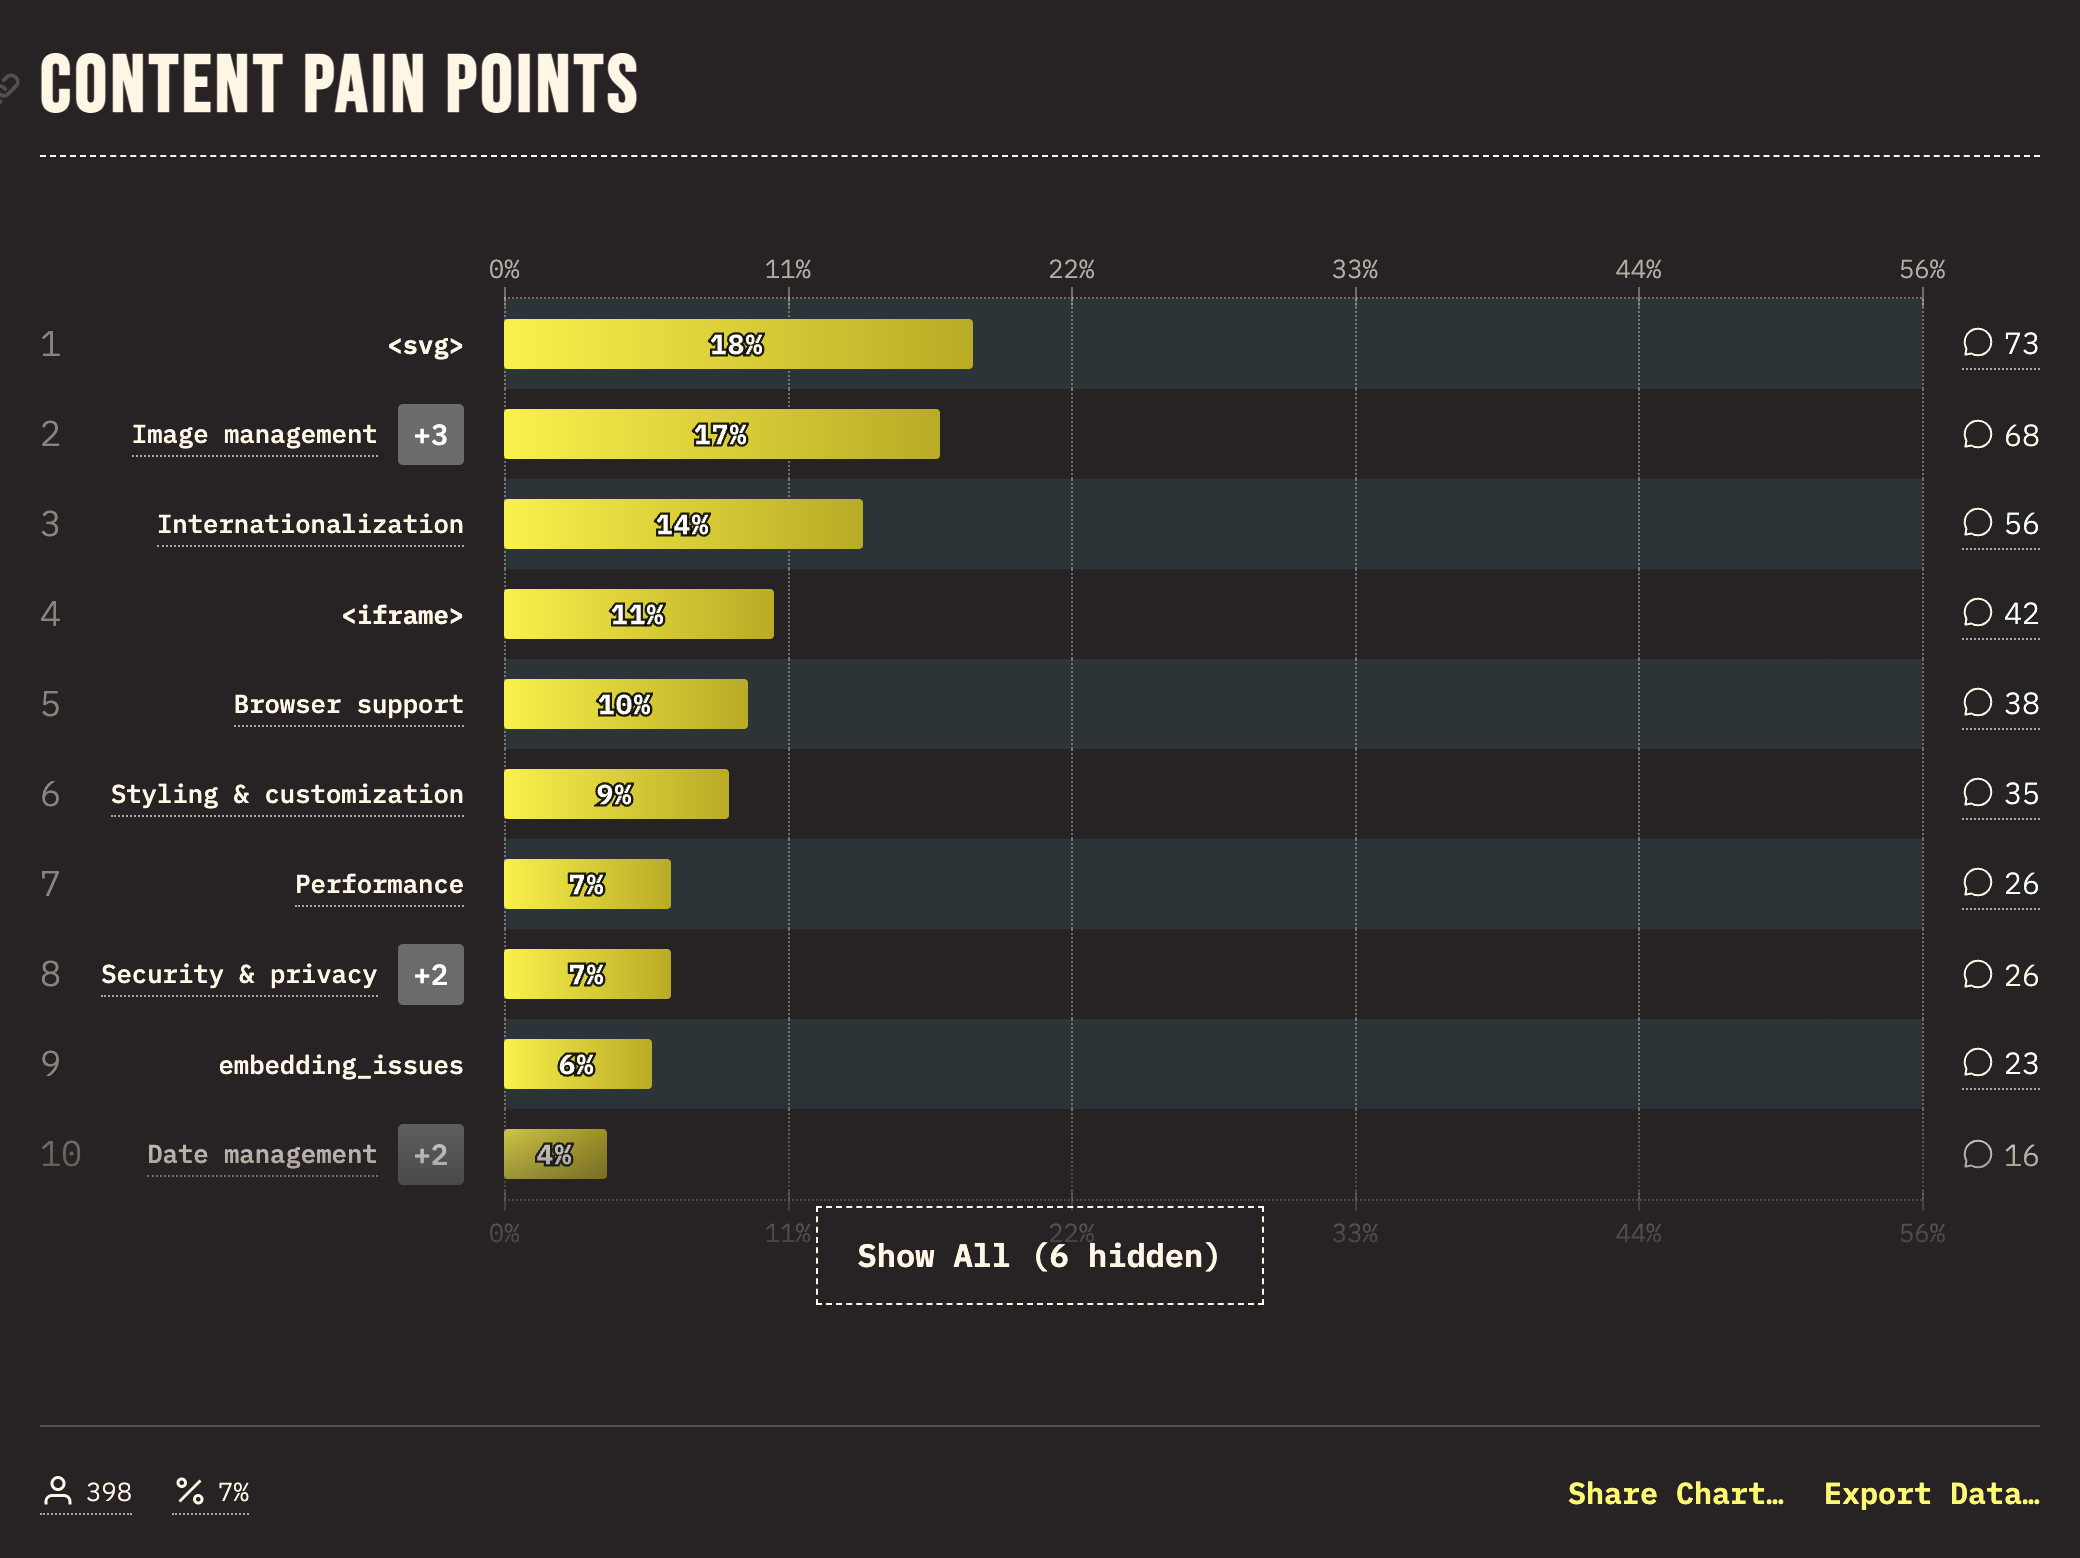 CONTENT PAIN POINTS
0% 11% 22% 33% 44% 56%
1 <svg> 18% 73
2 Image management +3 17% 68
3 Internationalization 14% 56
4 <iframe> 11% 42
5 Browser support 10% 38
6 Styling & customization 9% 35
7 Performance 7% 26
8 Security & privacy +2 7% 26
9 embedding_issues 6% 23
10 Date management +2 4% 16
0% 11% 22% 33% 44% 56%
Show All (6 hidden)
398 % 7% Share Chart… Export Data…